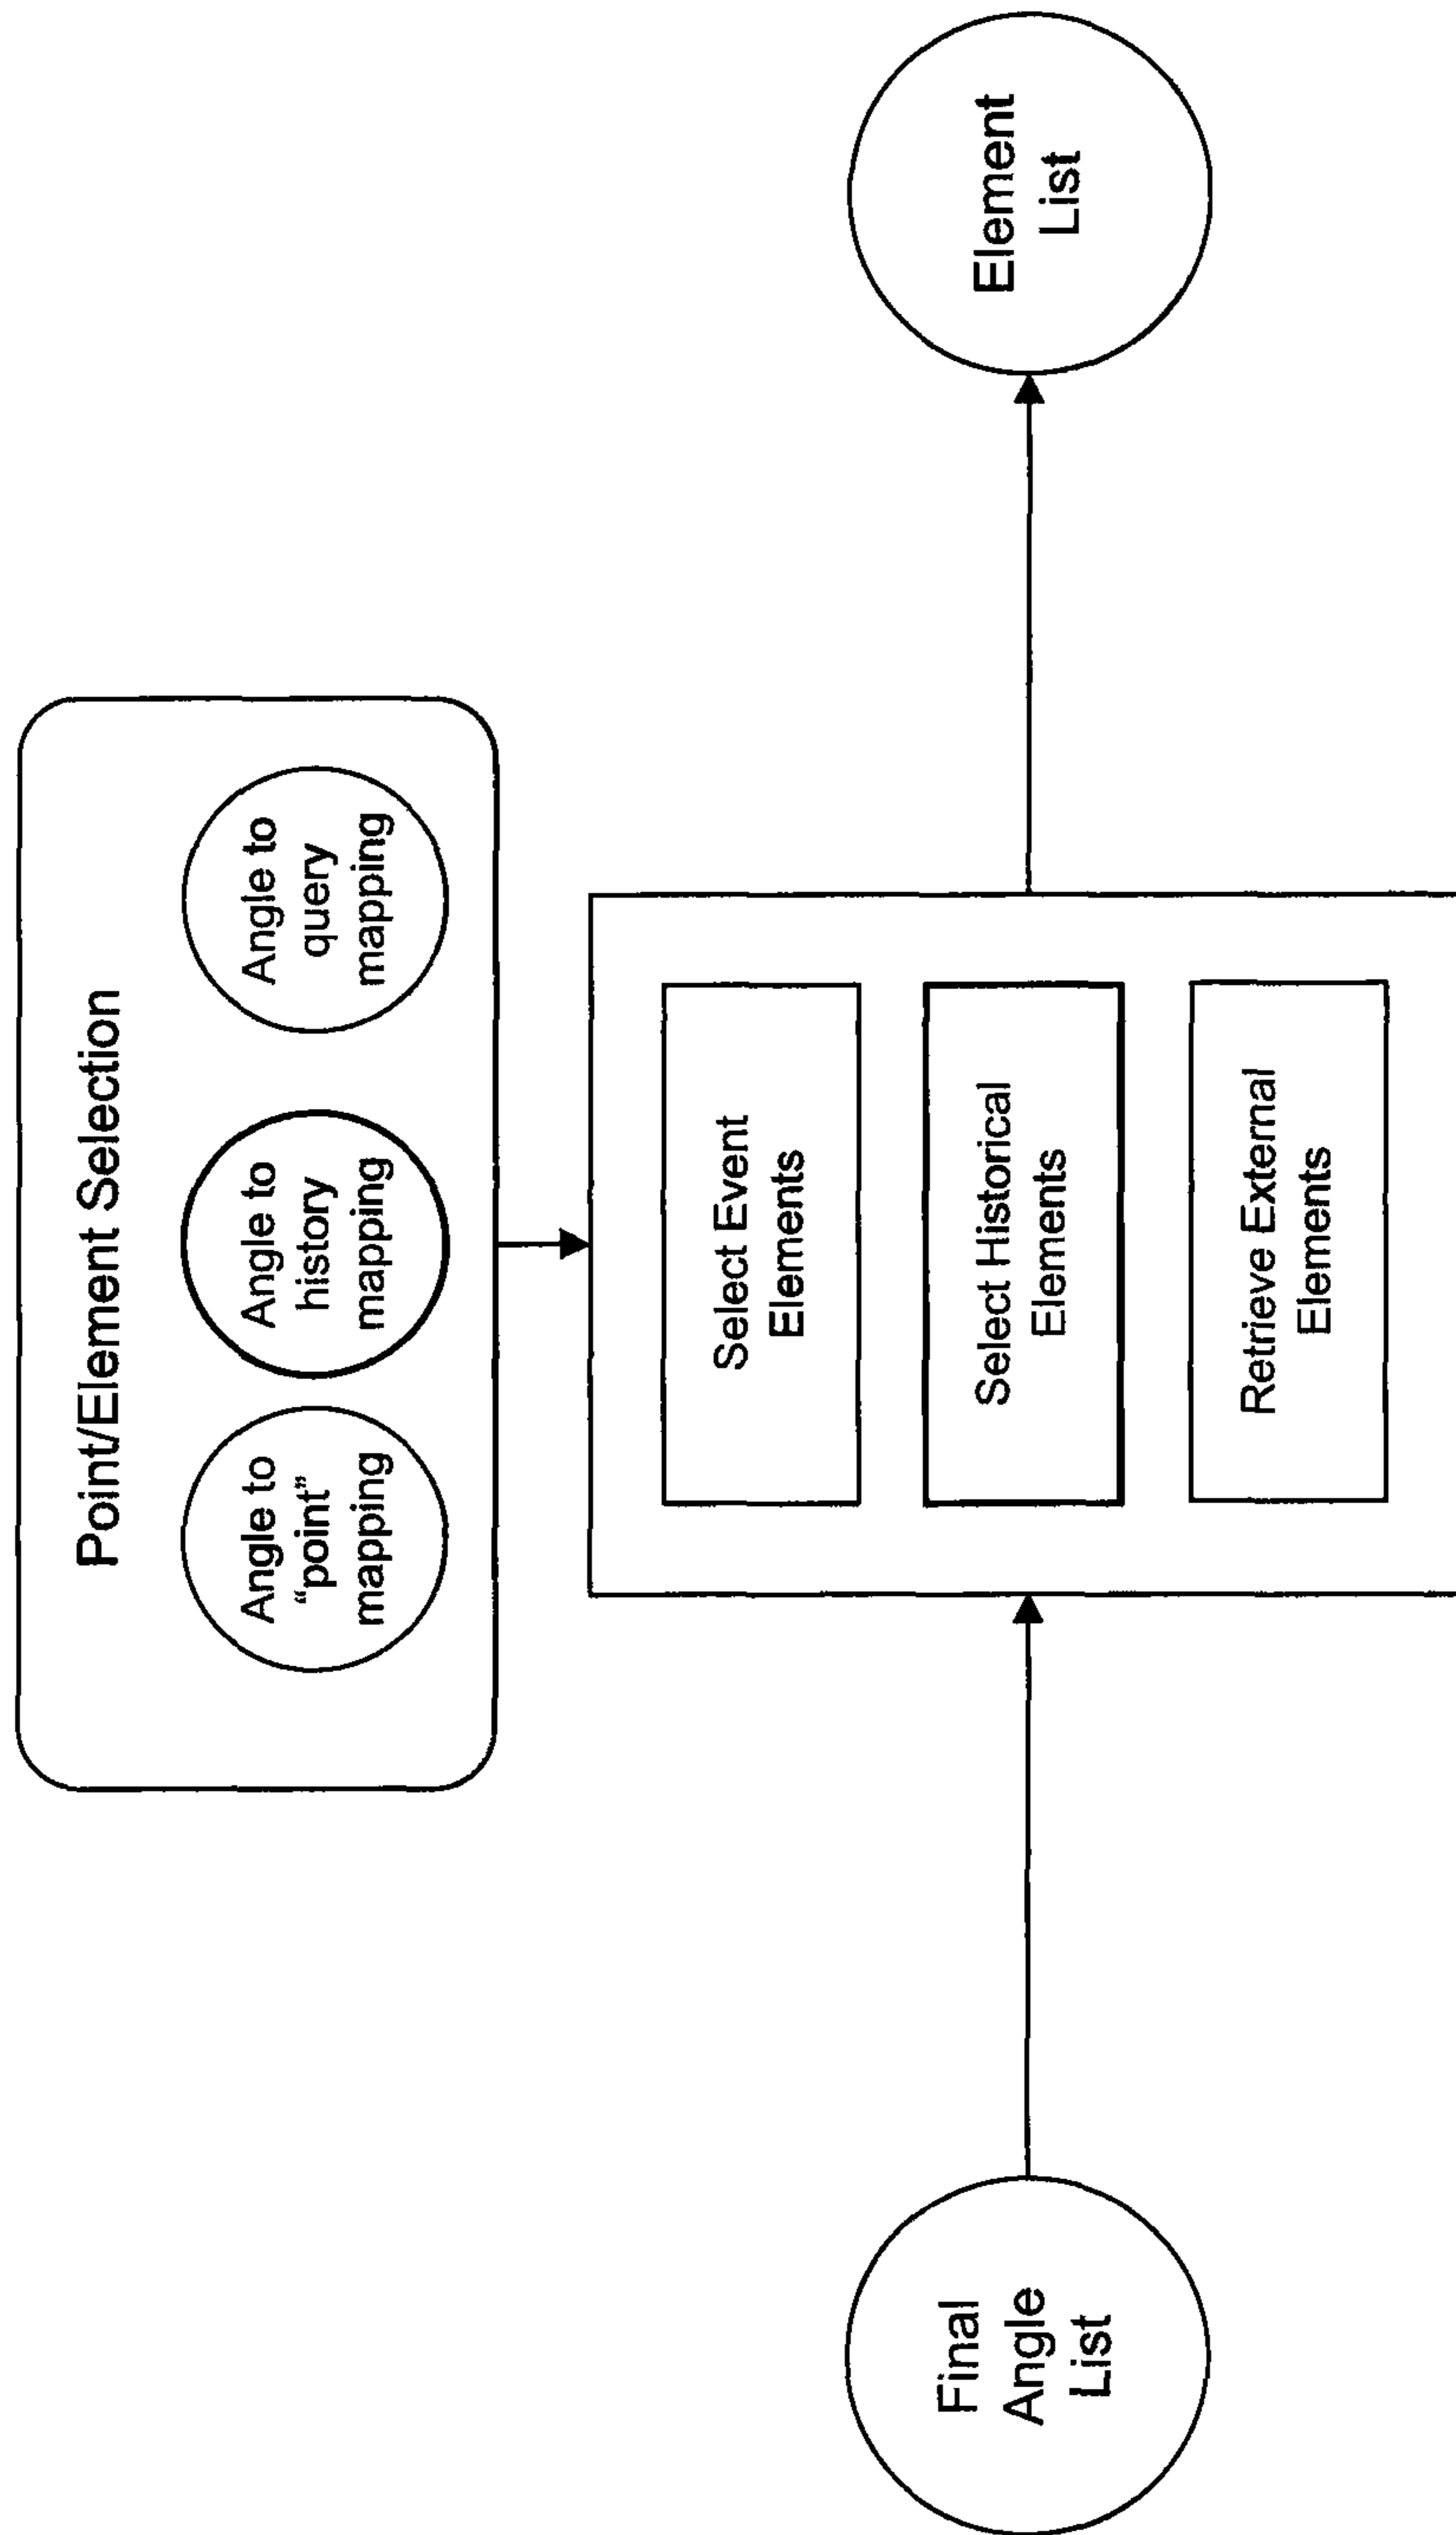 Point/Element Selection
Angle to
“point”
mapping
Angle to
history
mapping
Angle to
query
mapping
Final
Angle
List
Select Event
Elements
Select Historical
Elements
Retrieve External
Elements
Element
List